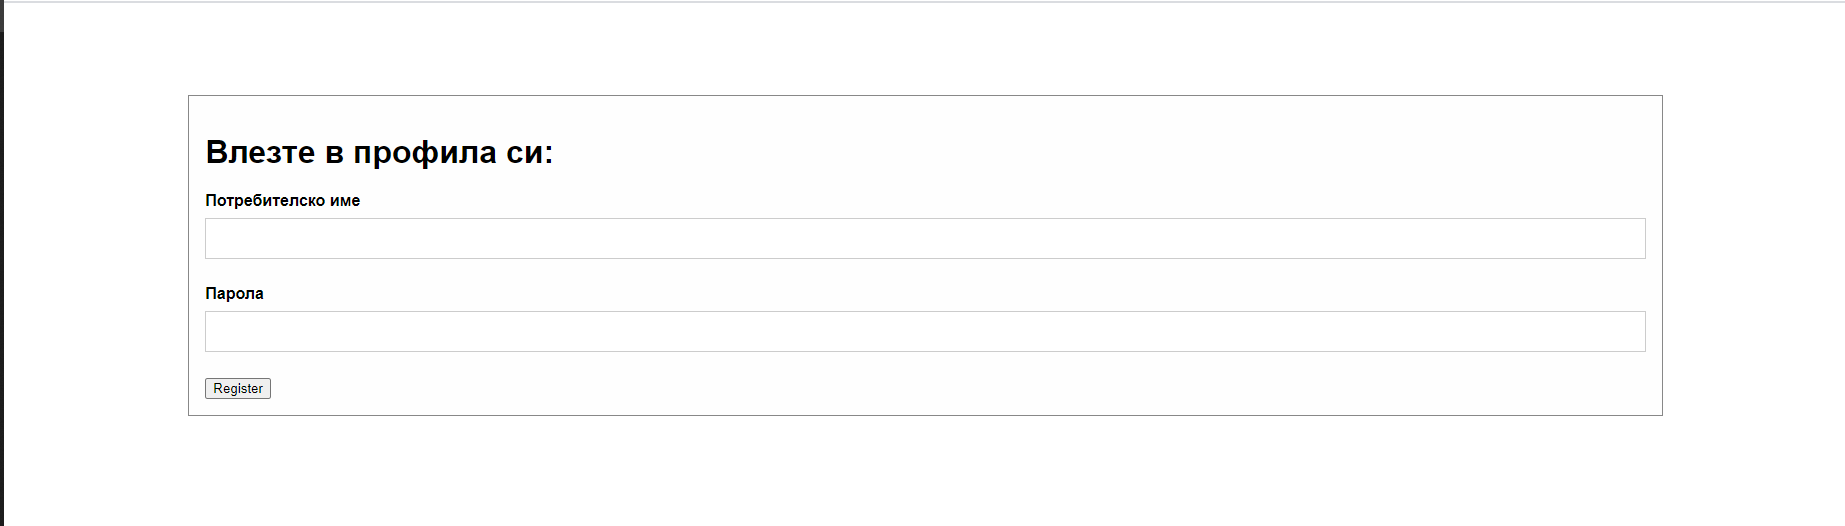 Влезте в профила си:
Потребителско име
Парола
Register